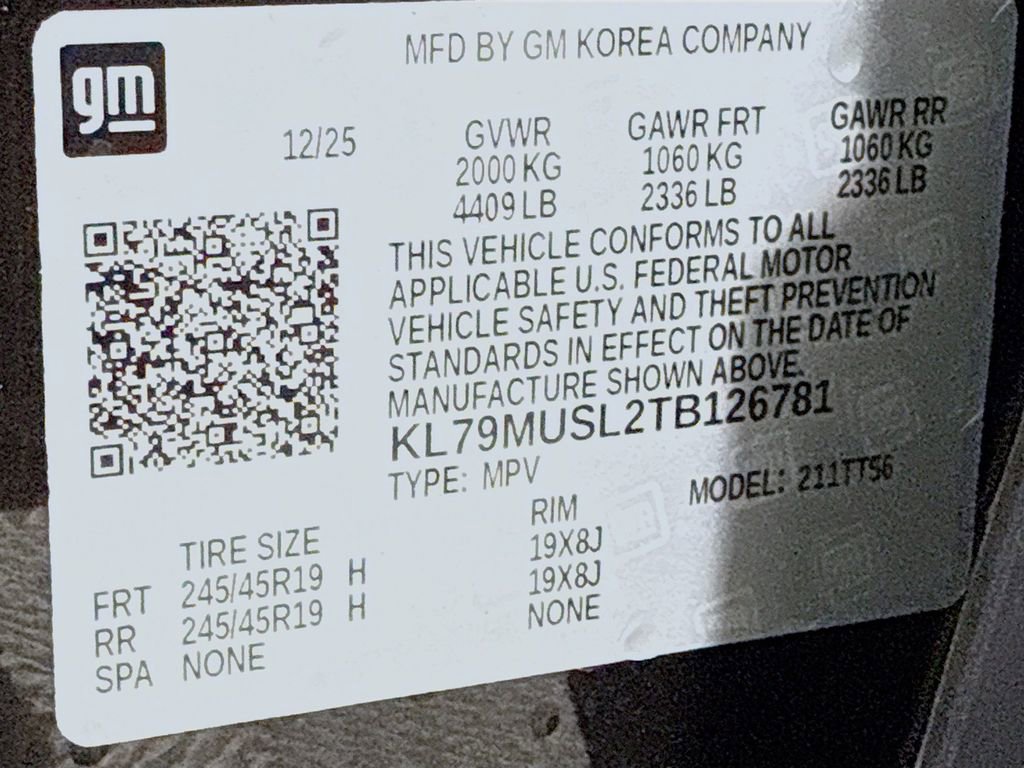 gm
MFD BY GM KOREA COMPANY
12/25 GVWR GAWR FRT GAWR RR
2000 KG 1060 KG 1060 KG
4409 LB 2336 LB 2336 LB
THIS VEHICLE CONFORMS TO ALL
APPLICABLE U.S. FEDERAL MOTOR
VEHICLE SAFETY AND THEFT PREVENTION
STANDARDS IN EFFECT ON THE DATE OF
MANUFACTURE SHOWN ABOVE.
KL79MUSL2TB126781
TYPE: MPV MODEL: 211TT56
TIRE SIZE RIM
FRT 245/45R19 H 19X8J
RR 245/45R19 H 19X8J
SPA NONE NONE